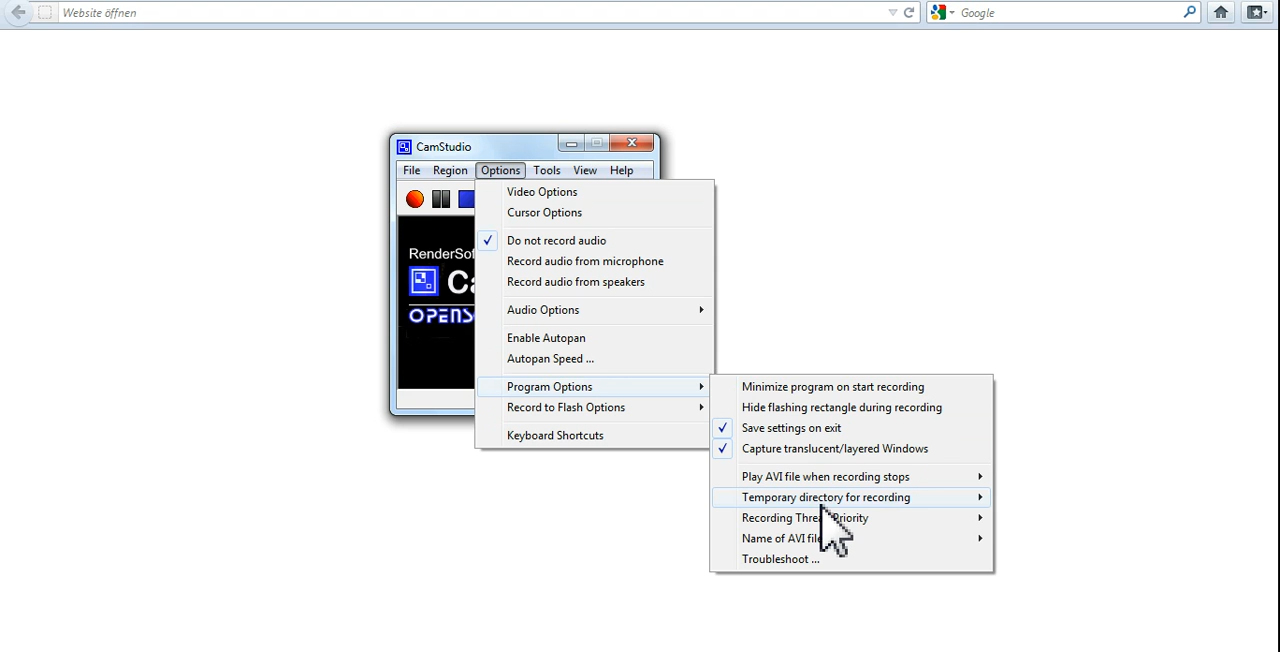 Website öffnen
Google
CamStudio
File Region Options Tools View Help
Video Options
Cursor Options
Do not record audio
Record audio from microphone
Record audio from speakers
Audio Options
Enable Autopan
Autopan Speed ...
Program Options
Record to Flash Options
Keyboard Shortcuts
RenderSof
Ca
OPENS
Minimize program on start recording
Hide flashing rectangle during recording
Save settings on exit
Capture translucent/layered Windows
Play AVI file when recording stops
Temporary directory for recording
Recording Threa Priority
Name of AVI file
Troubleshoot ...